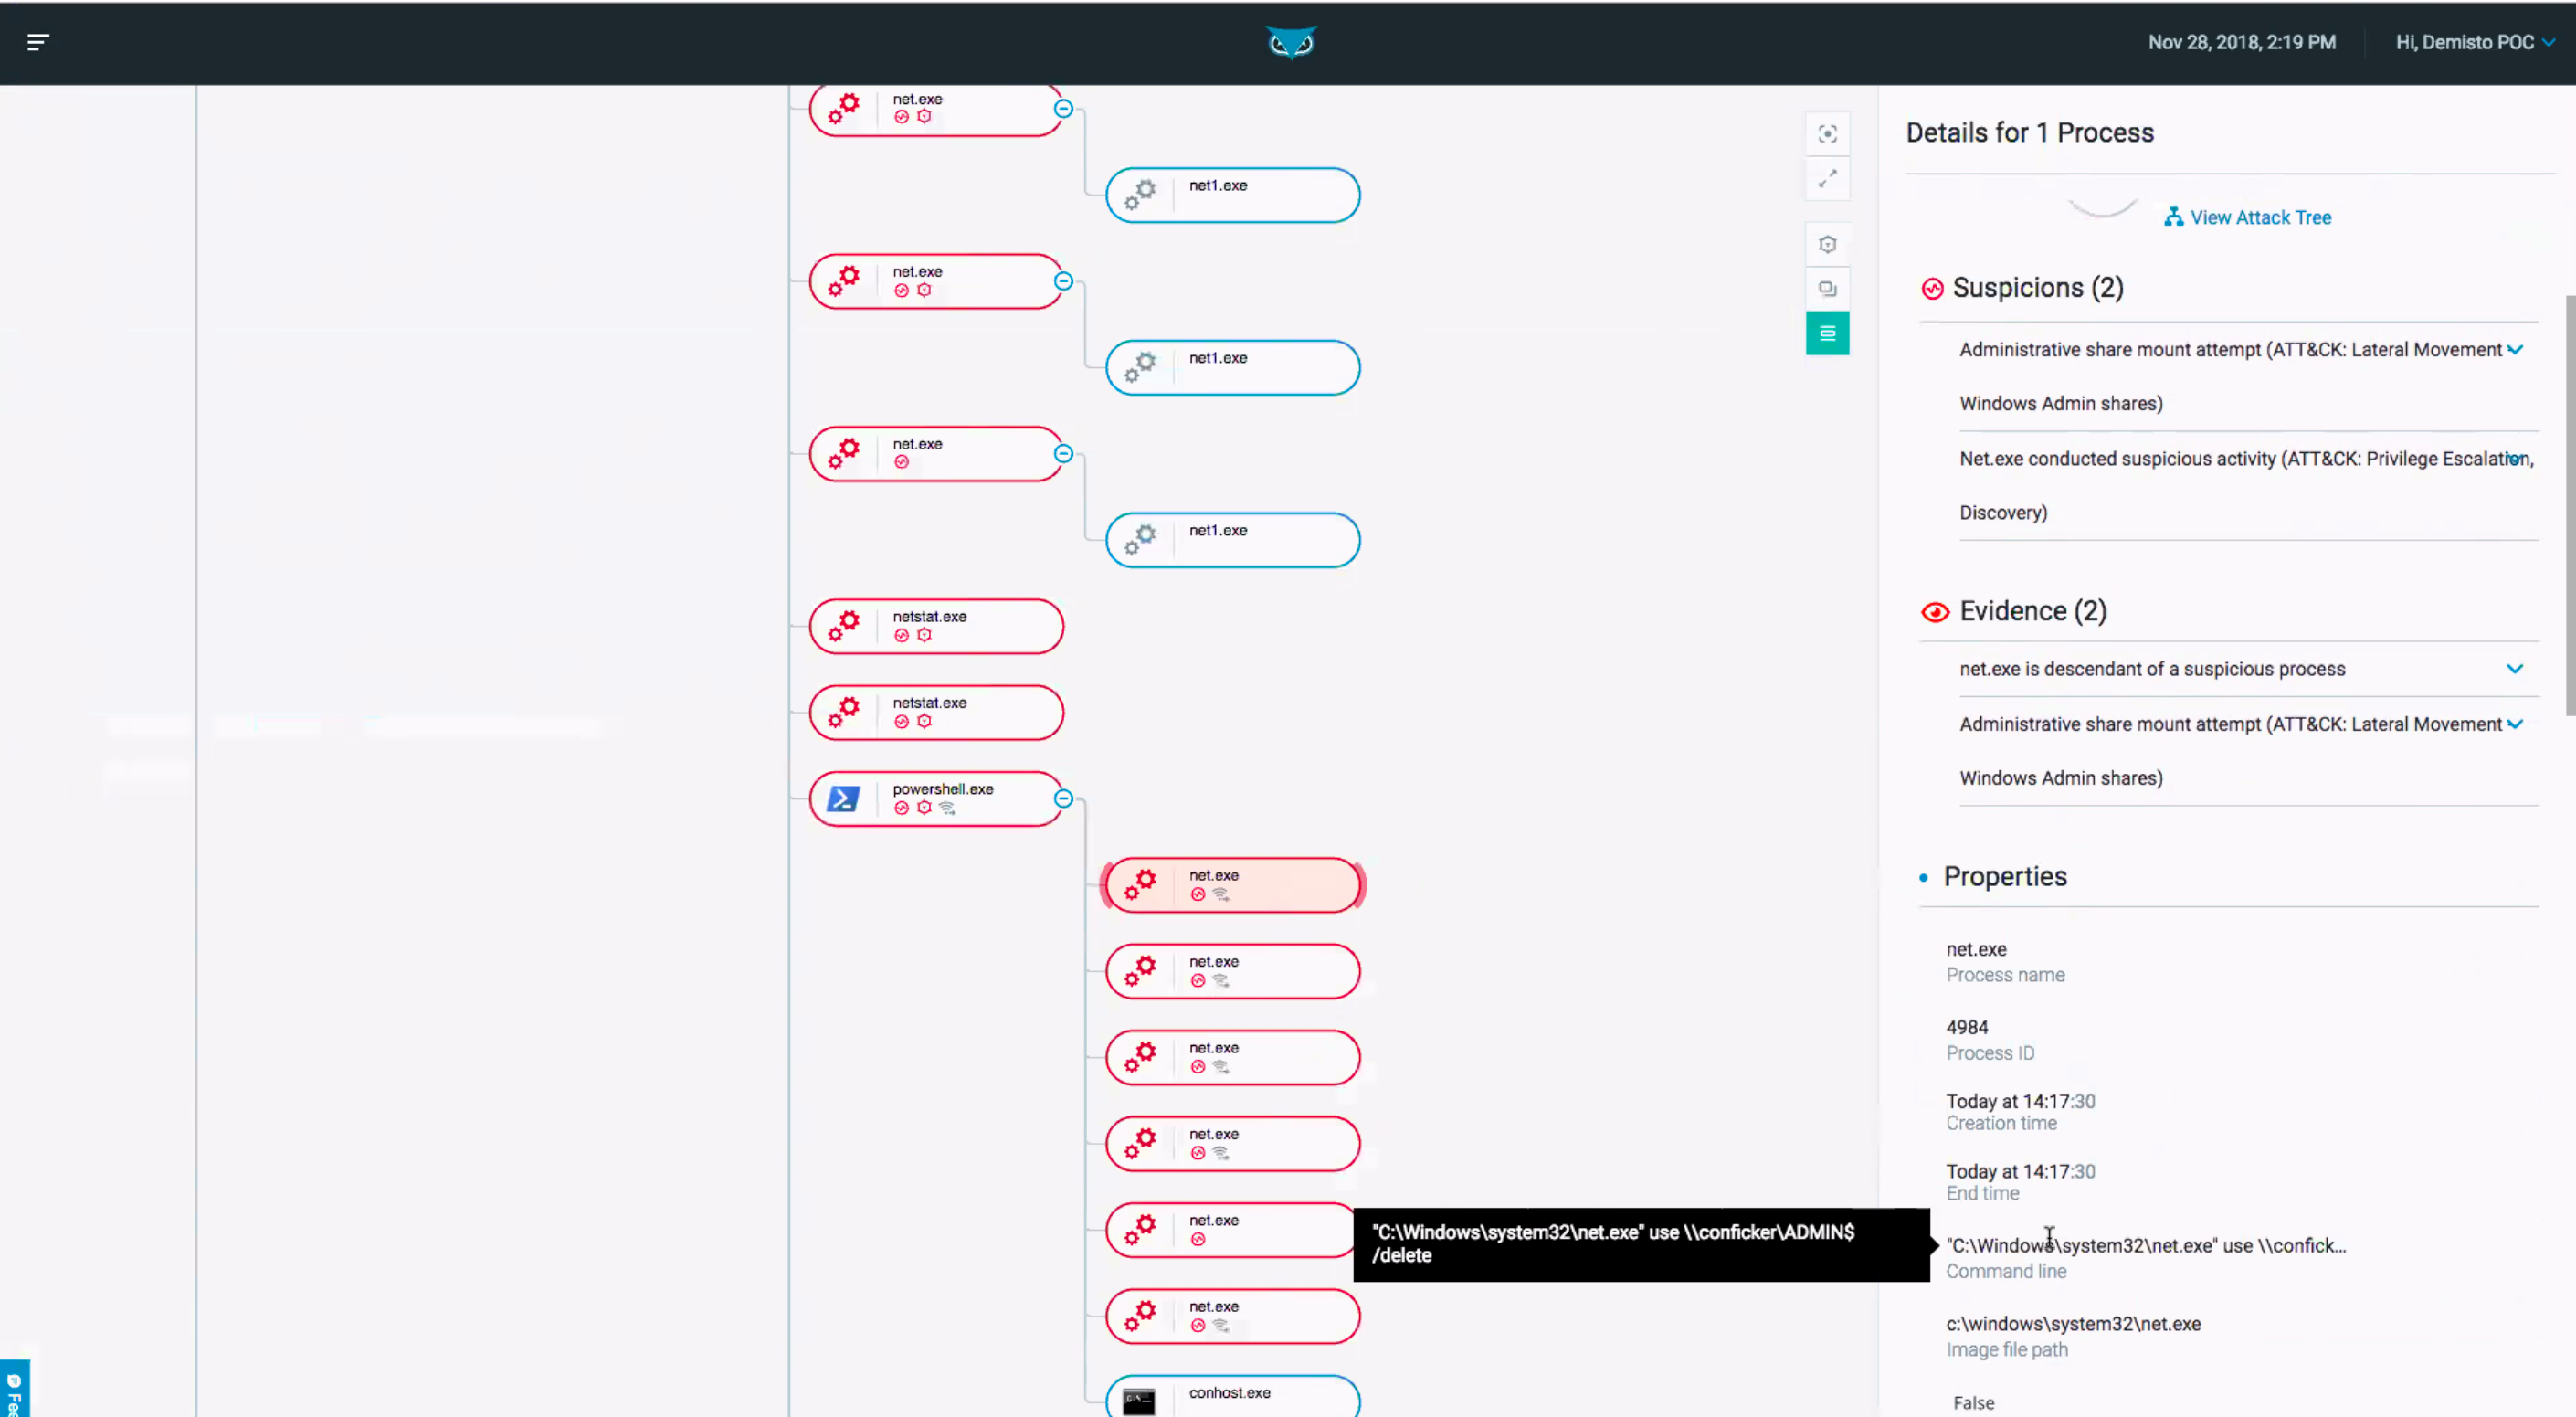 Nov 28, 2018, 2:19 PM
Hi, Demisto POC
net.exe
net1.exe
net.exe
net1.exe
net.exe
net1.exe
netstat.exe
netstat.exe
powershell.exe
net.exe
net.exe
net.exe
net.exe
net.exe
net.exe
conhost.exe
"C:\Windows\system32\net.exe" use \\conficker\ADMIN$
/delete
Details for 1 Process
View Attack Tree
Suspicions (2)
Administrative share mount attempt (ATT&CK: Lateral Movement
Windows Admin shares)
Net.exe conducted suspicious activity (ATT&CK: Privilege Escalation,
Discovery)
Evidence (2)
net.exe is descendant of a suspicious process
Administrative share mount attempt (ATT&CK: Lateral Movement
Windows Admin shares)
Properties
net.exe
Process name
4984
Process ID
Today at 14:17:30
Creation time
Today at 14:17:30
End time
"C:\Windows\system32\net.exe" use \\confick...
Command line
c:\windows\system32\net.exe
Image file path
False
Fee